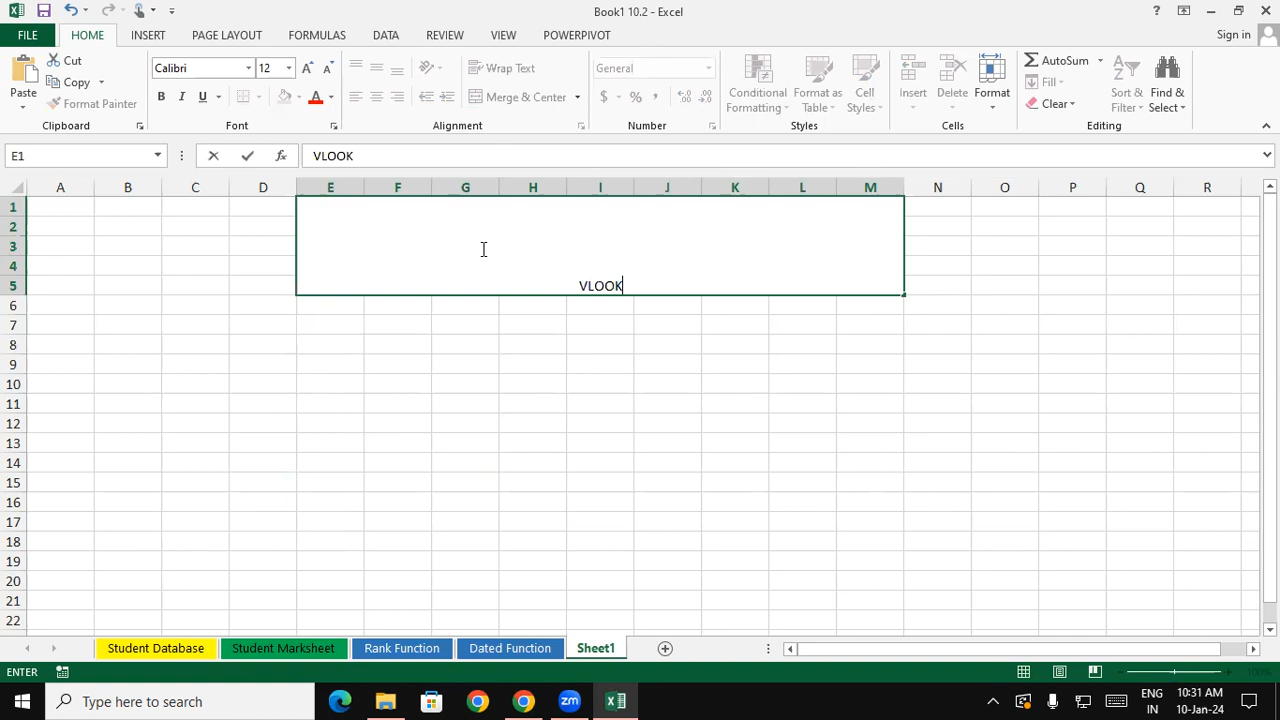 Book1 10.2 - Excel
?
FILE
HOME
INSERT
PAGE LAYOUT
FORMULAS
DATA
REVIEW
VIEW
POWERPIVOT
Sign in
Paste
Cut
Copy
Format Painter
Clipboard
Calibri
12
B I U
A
Font
Wrap Text
Merge & Center
Alignment
General
$ % ,
Number
Conditional
Formatting
Format as
Table
Cell
Styles
Styles
Insert
Delete
Format
Cells
AutoSum
Fill
Clear
Sort &
Filter
Find &
Select
Editing
E1
fx
VLOOK
A B C D E F G H I J K L M N O P Q R
1
2
3
4
5 VLOOK
6
7
8
9
10
11
12
13
14
15
16
17
18
19
20
21
22
Student Database
Student Marksheet
Rank Function
Dated Function
Sheet1
ENTER
100%
Type here to search
zm
ENG
IN
10:31 AM
10-Jan-24